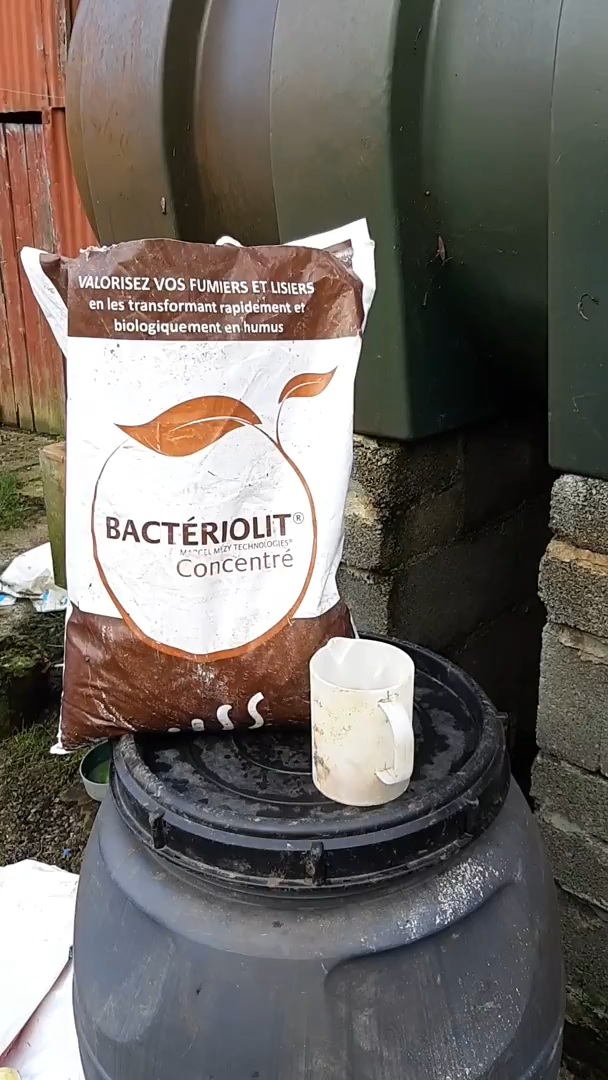 VALORISEZ VOS FUMIERS ET LISIERS
en les transformant rapidement et
biologiquement en humus
BACTÉRIOLIT®
MARCEL MÉZY TECHNOLOGIES®
Concentré